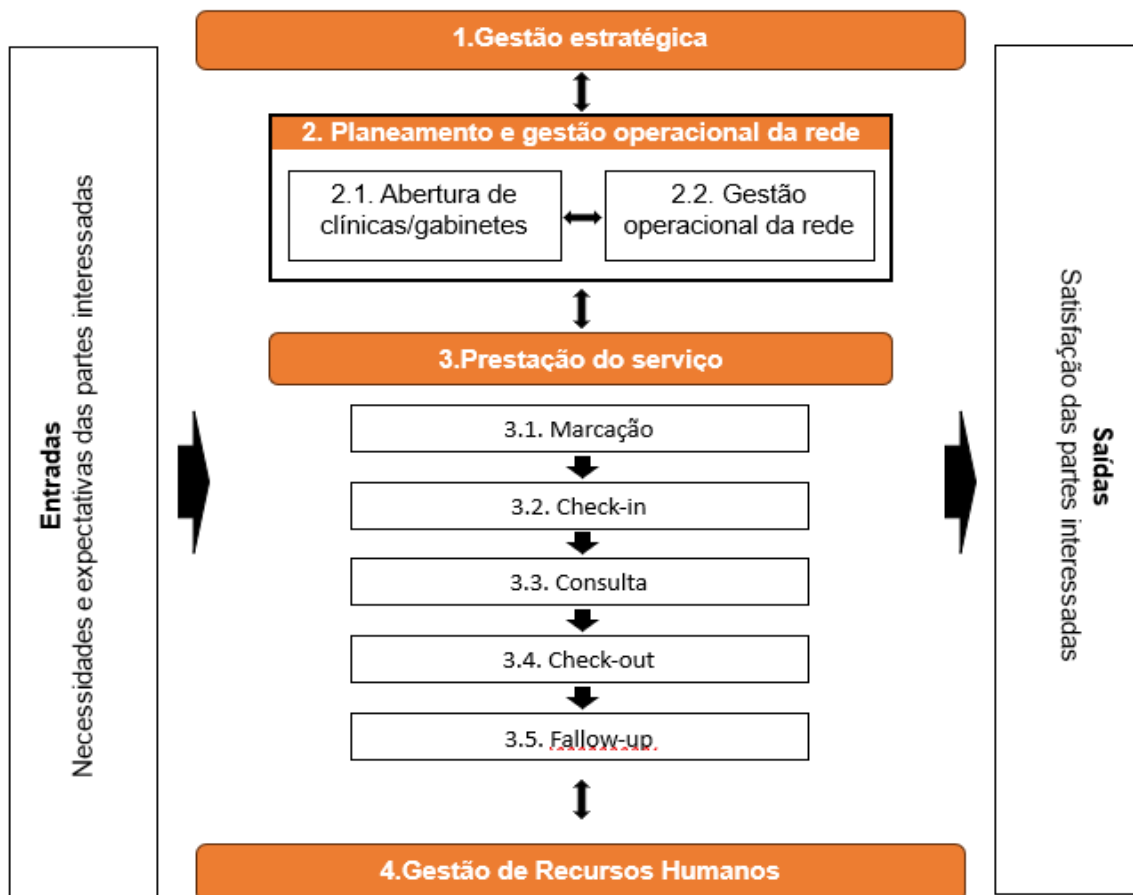 1.Gestão estratégica
Entradas
Necessidades e expectativas das partes interessadas
2. Planeamento e gestão operacional da rede
2.1. Abertura de
clínicas/gabinetes
2.2. Gestão
operacional da rede
3.Prestação do serviço
3.1. Marcação
3.2. Check-in
3.3. Consulta
3.4. Check-out
3.5. Fallow-up
4.Gestão de Recursos Humanos
Saídas
Satisfação das partes interessadas